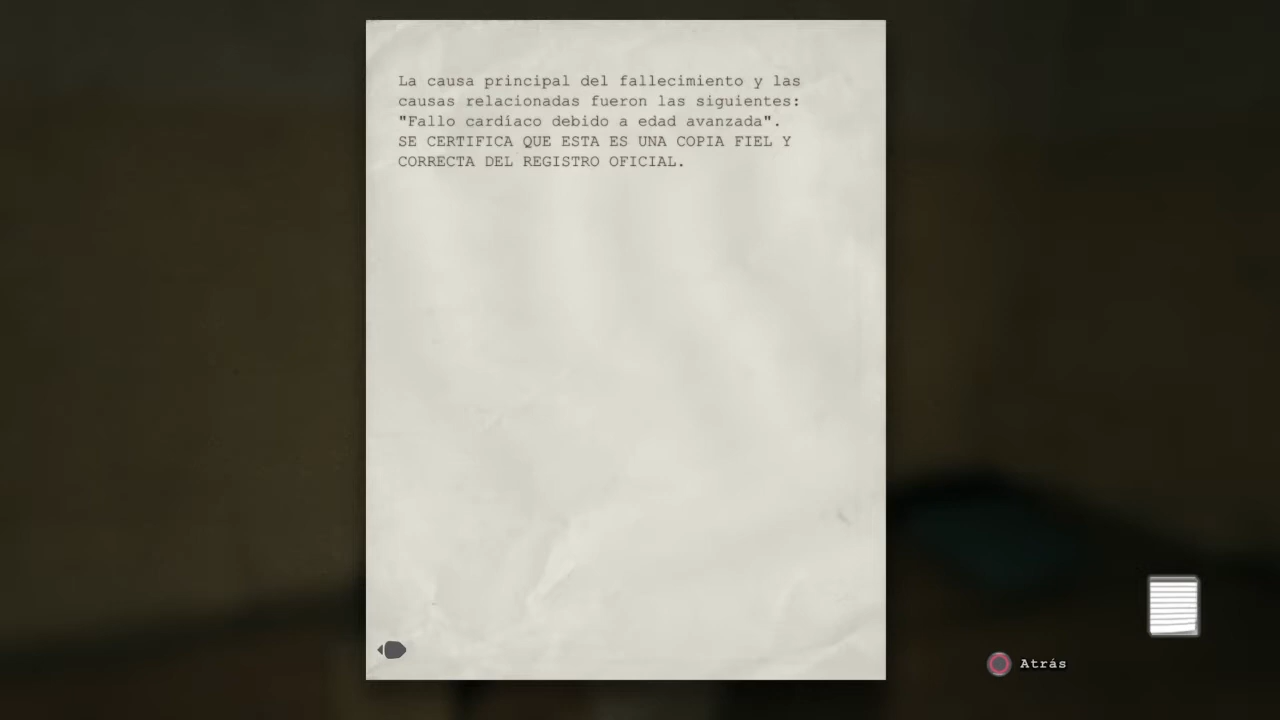 La causa principal del fallecimiento y las
causas relacionadas fueron las siguientes:
"Fallo cardíaco debido a edad avanzada".
SE CERTIFICA QUE ESTA ES UNA COPIA FIEL Y
CORRECTA DEL REGISTRO OFICIAL.
Atrás